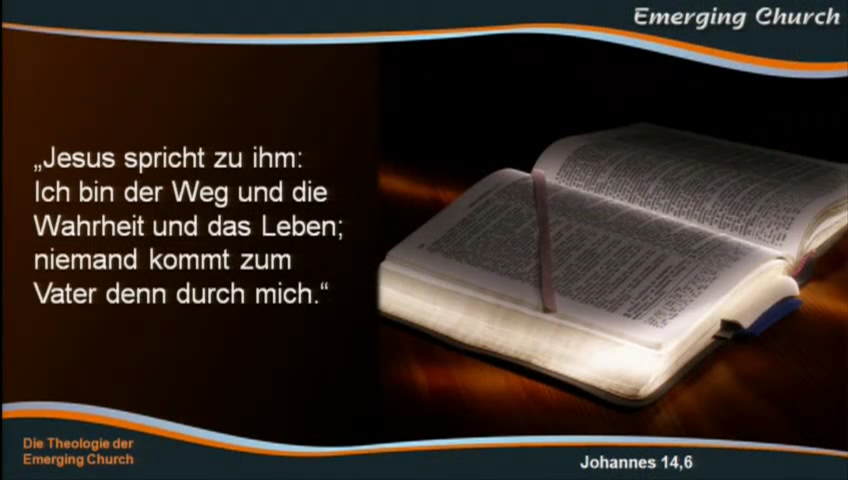 Emerging Church
„Jesus spricht zu ihm:
Ich bin der Weg und die
Wahrheit und das Leben;
niemand kommt zum
Vater denn durch mich.“
Die Theologie der
Emerging Church
Johannes 14,6